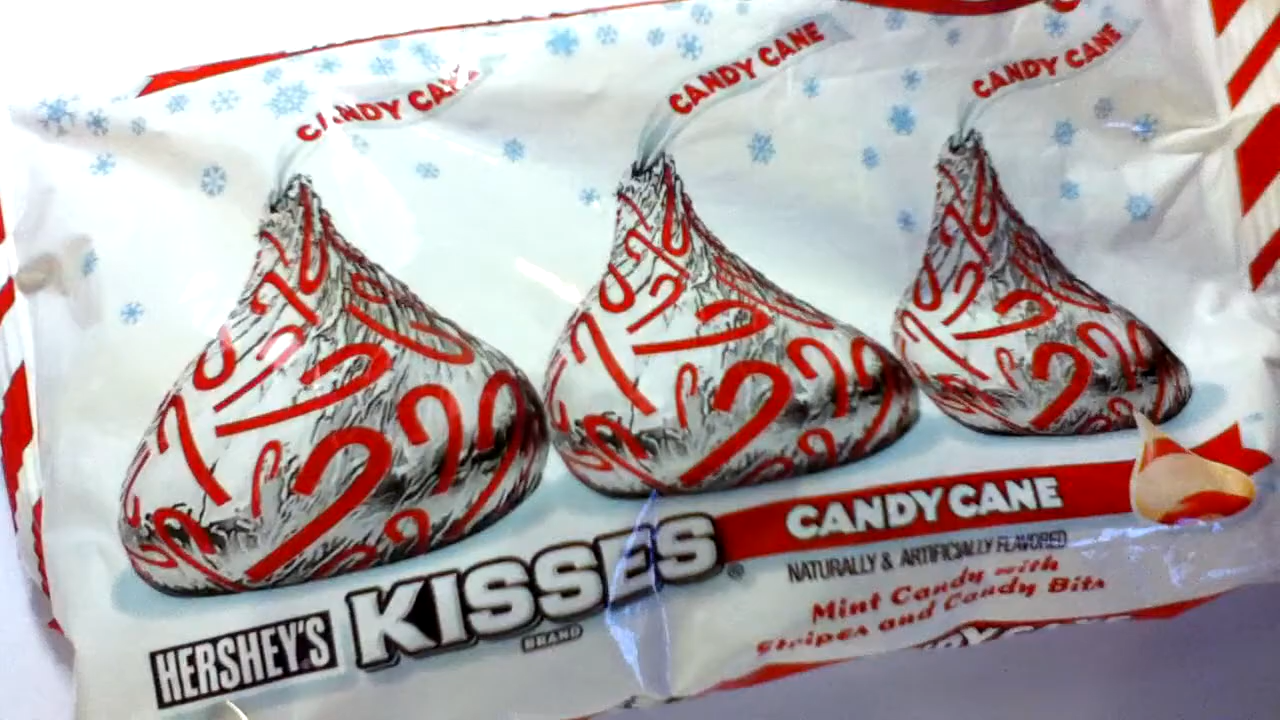 CANDY CANE
CANDY CANE
CANDY CANE
HERSHEY'S KISSES
BRAND
CANDY CANE
NATURALLY & ARTIFICIALLY FLAVORED
Mint Candy with
Stripes and Candy Bits